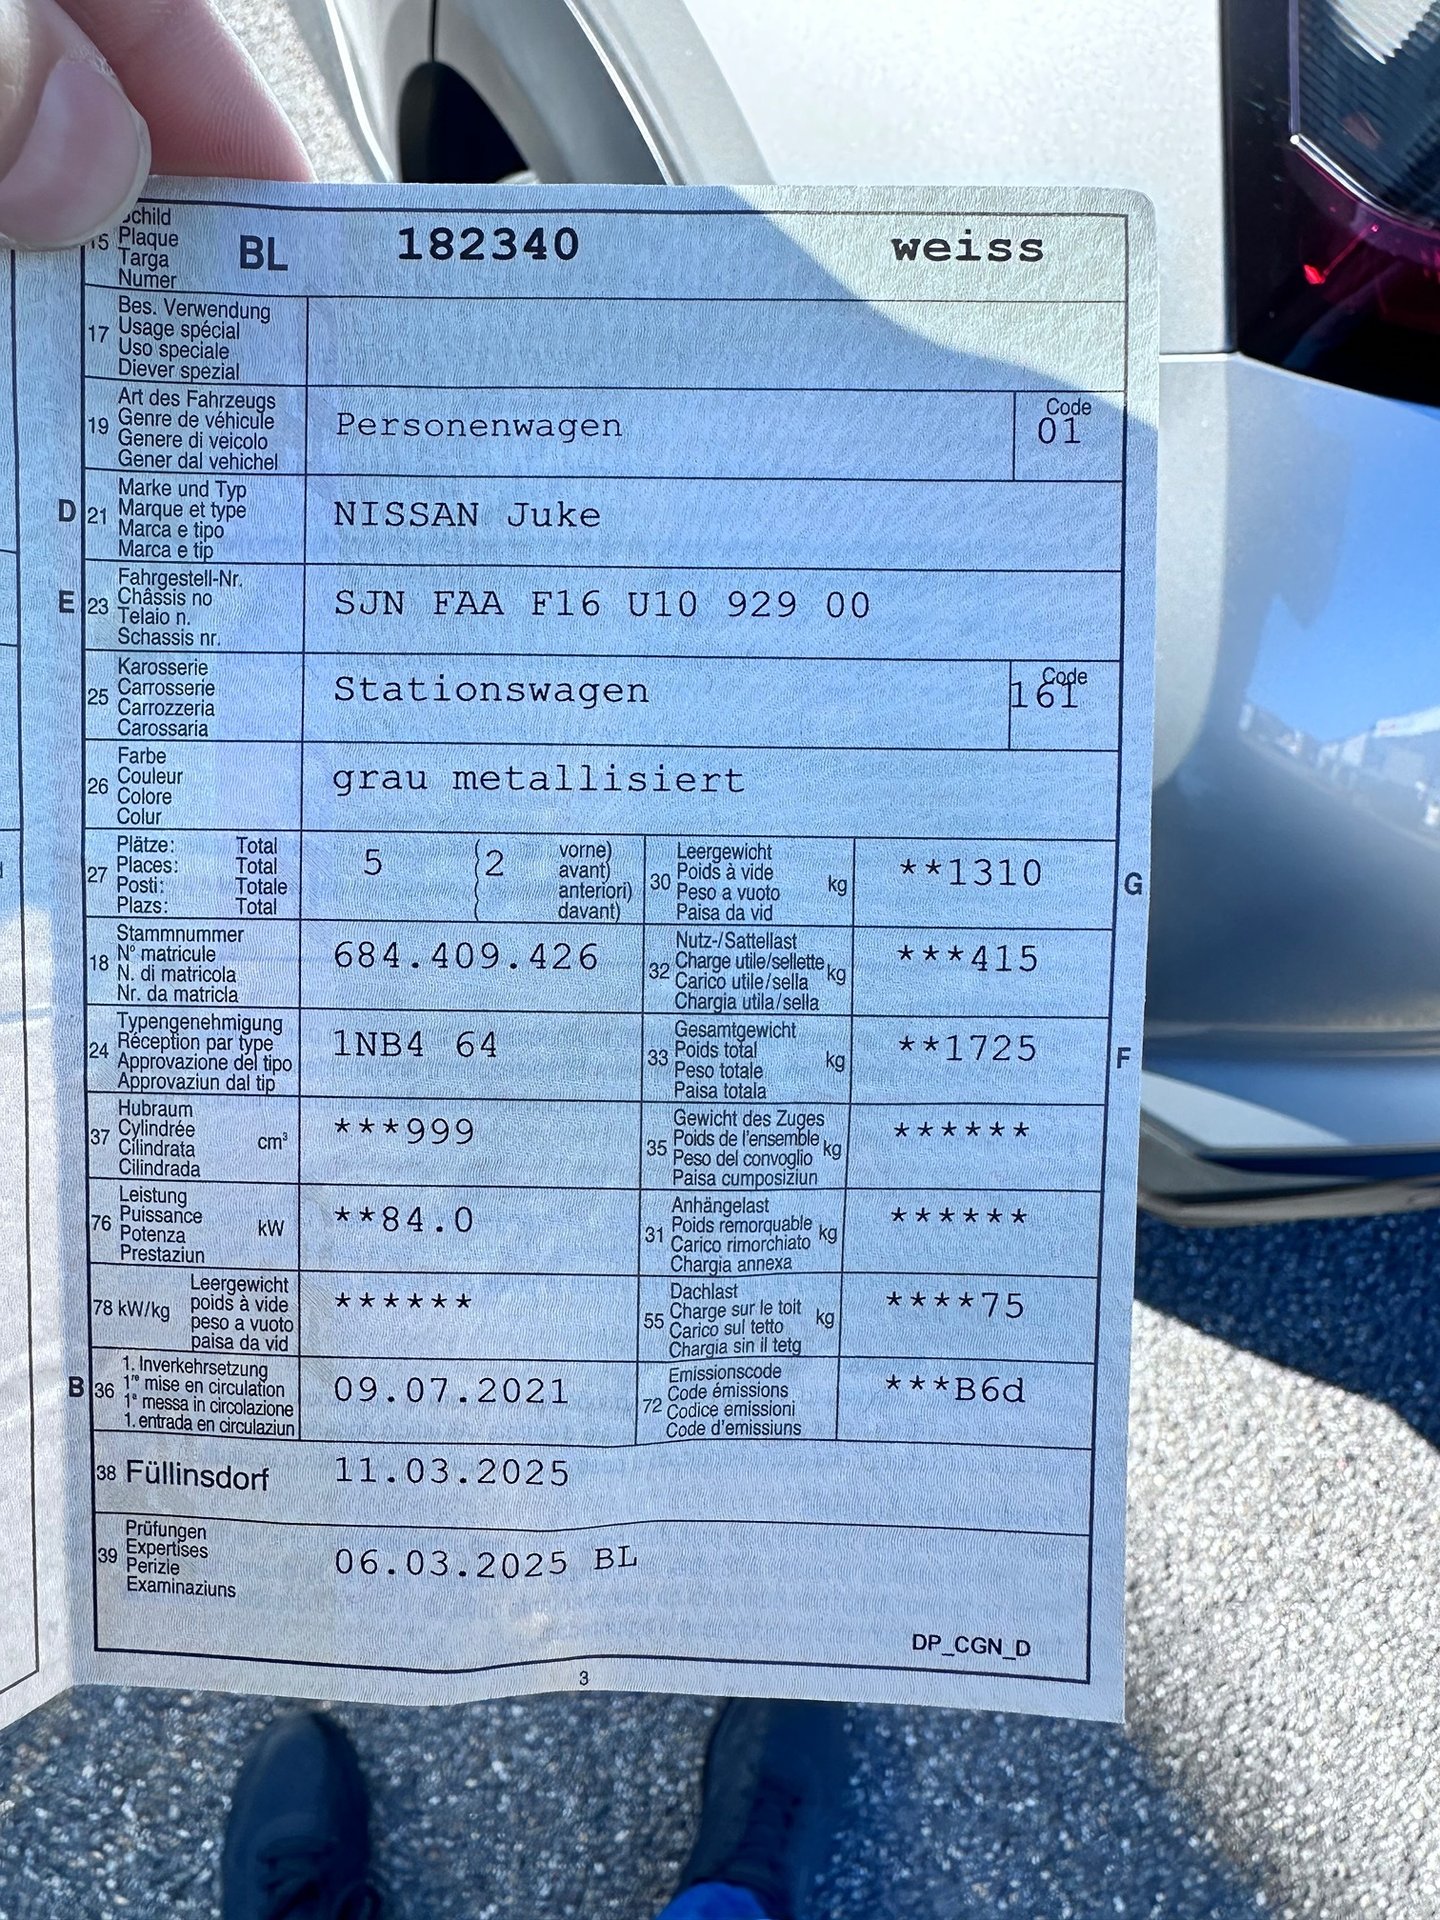 15 Schild BL 182340 weiss
Plaque
Targa
Numer
17 Bes. Verwendung
Usage spécial
Uso speciale
Diever spezial
19 Art des Fahrzeugs Personenwagen Code 01
Genre de véhicule
Genere di veicolo
Gener dal vehichel
D 21 Marke und Typ NISSAN Juke
Marque et type
Marca e tipo
Marca e tip
E 23 Fahrgestell-Nr. SJN FAA F16 U10 929 00
Châssis no
Telaio n.
Schassis nr.
25 Karosserie Stationswagen Code 161
Carrosserie
Carrozzeria
Carossaria
26 Farbe grau metallisiert
Couleur
Colore
Colur
27 Plätze: Total 5 (2 vorne)
Places: Total ( avant)
Posti: Totale ( anteriori)
Plazs: Total ( davant)
30 Leergewicht kg **1310 G
Poids à vide
Peso a vuoto
Paisa da vid
18 Stammnummer 684.409.426
N° matricule
N. di matricola
Nr. da matricla
32 Nutz-/Sattellast kg ***415
Charge utile/sellette
Carico utile/sella
Chargia utila/sella
24 Typengenehmigung 1NB4 64
Réception par type
Approvazione del tipo
Approvaziun dal tip
33 Gesamtgewicht kg **1725 F
Poids total
Peso totale
Paisa totala
37 Hubraum cm³ ***999
Cylindrée
Cilindrata
Cilindrada
35 Gewicht des Zuges kg ******
Poids de l'ensemble
Peso del convoglio
Paisa cumposiziun
76 Leistung kW **84.0
Puissance
Potenza
Prestaziun
31 Anhängelast kg ******
Poids remorquable
Carico rimorchiato
Chargia annexa
78 kW/kg Leergewicht ******
poids à vide
peso a vuoto
paisa da vid
55 Dachlast kg ****75
Charge sur le toit
Carico sul tetto
Chargia sin il tetg
B 36 1. Inverkehrsetzung 09.07.2021
1re mise en circulation
1a messa in circolazione
1. entrada en circulaziun
72 Emissionscode ***B6d
Code émissions
Codice emissioni
Code d'emissiuns
38 Füllinsdorf 11.03.2025
39 Prüfungen 06.03.2025 BL
Expertises
Perizie
Examinaziuns
DP_CGN_D
3